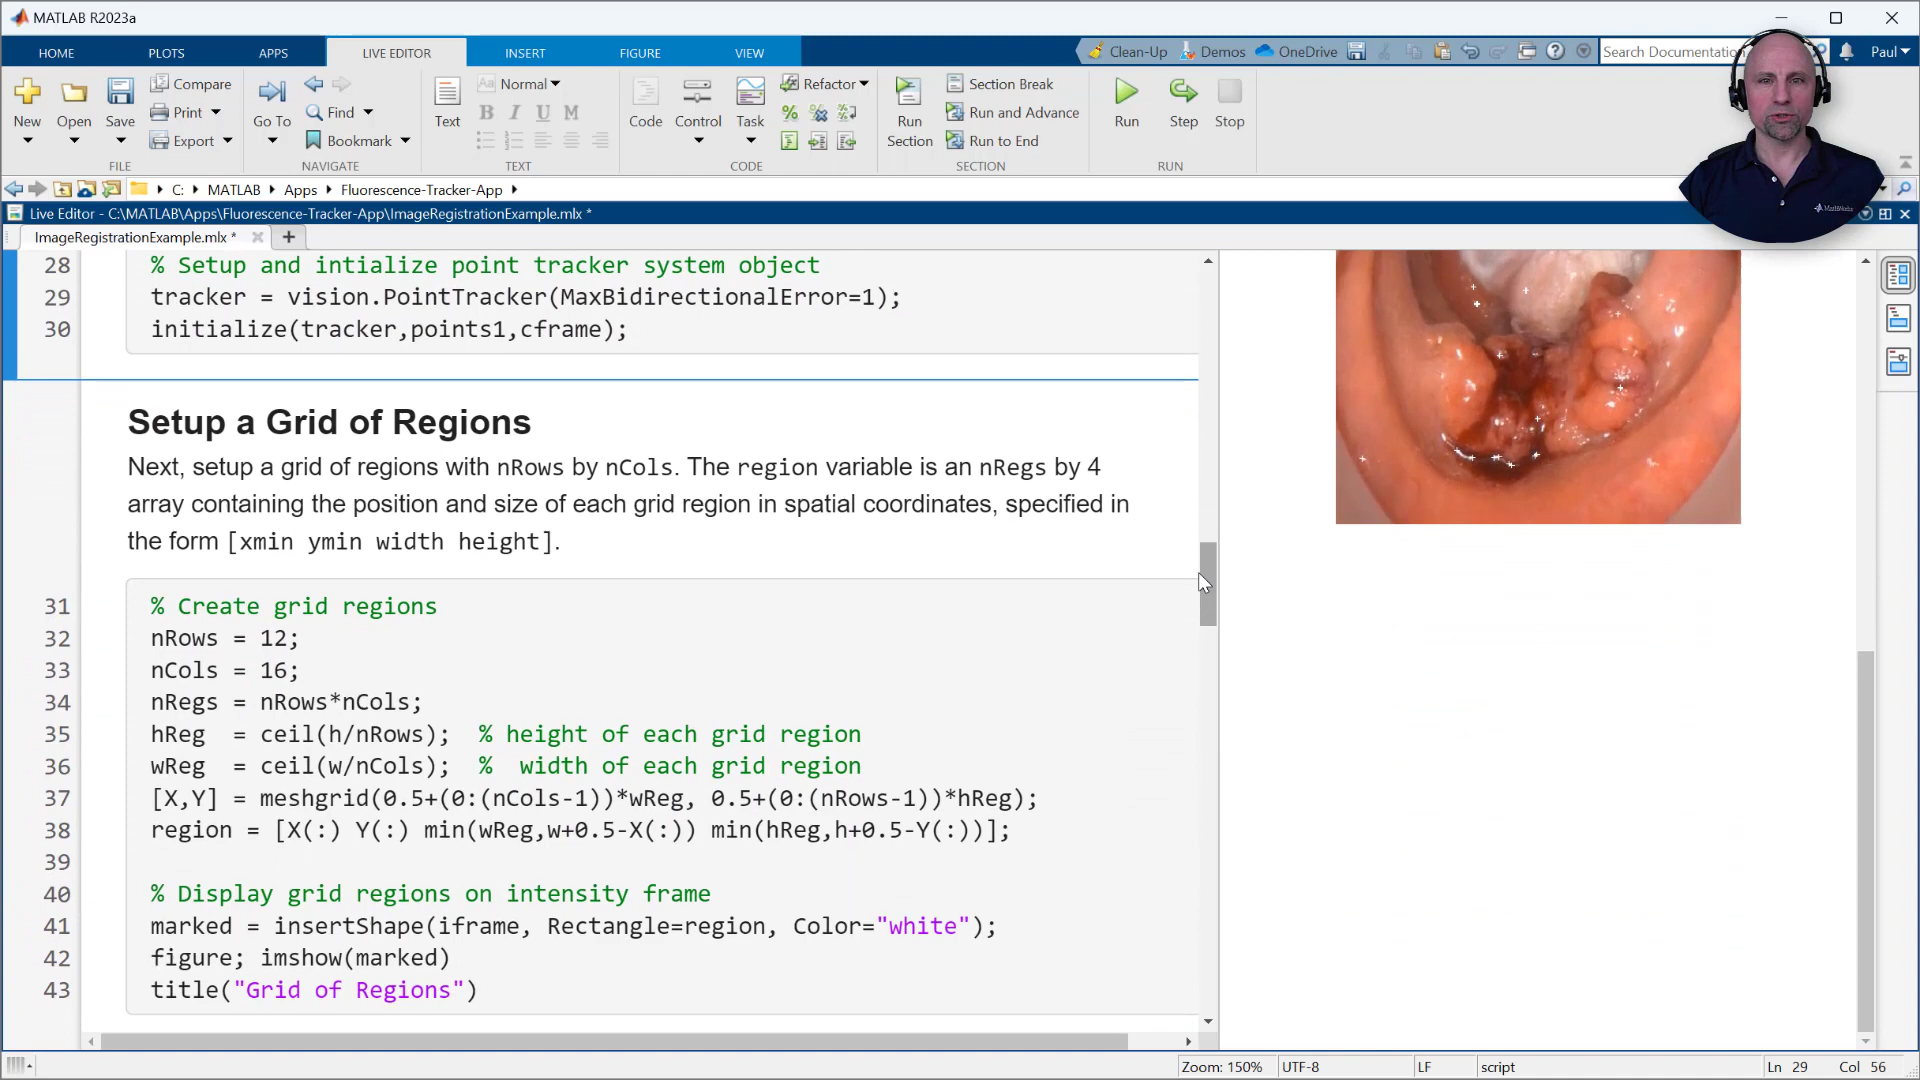 MATLAB R2023a
HOME PLOTS APPS LIVE EDITOR INSERT FIGURE VIEW Clean-Up Demos OneDrive Search Documentation Paul
New Open Save Compare Print Export Go To Find Bookmark Text Aa Normal B I U M Code Control Task Refactor Run Section Section Break Run and Advance Run to End Run Step Stop
FILE NAVIGATE TEXT CODE SECTION RUN
C: MATLAB Apps Fluorescence-Tracker-App
Live Editor - C:\MATLAB\Apps\Fluorescence-Tracker-App\ImageRegistrationExample.mlx *
ImageRegistrationExample.mlx *
28 % Setup and intialize point tracker system object
29 tracker = vision.PointTracker(MaxBidirectionalError=1);
30 initialize(tracker,points1,cframe);
Setup a Grid of Regions
Next, setup a grid of regions with nRows by nCols. The region variable is an nRegs by 4
array containing the position and size of each grid region in spatial coordinates, specified in
the form [xmin ymin width height].
31 % Create grid regions
32 nRows = 12;
33 nCols = 16;
34 nRegs = nRows*nCols;
35 hReg = ceil(h/nRows); % height of each grid region
36 wReg = ceil(w/nCols); % width of each grid region
37 [X,Y] = meshgrid(0.5+(0:(nCols-1))*wReg, 0.5+(0:(nRows-1))*hReg);
38 region = [X(:) Y(:) min(wReg,w+0.5-X(:)) min(hReg,h+0.5-Y(:))];
39
40 % Display grid regions on intensity frame
41 marked = insertShape(iframe, Rectangle=region, Color="white");
42 figure; imshow(marked)
43 title("Grid of Regions")
Zoom: 150% UTF-8 LF script Ln 29 Col 56
MathWorks